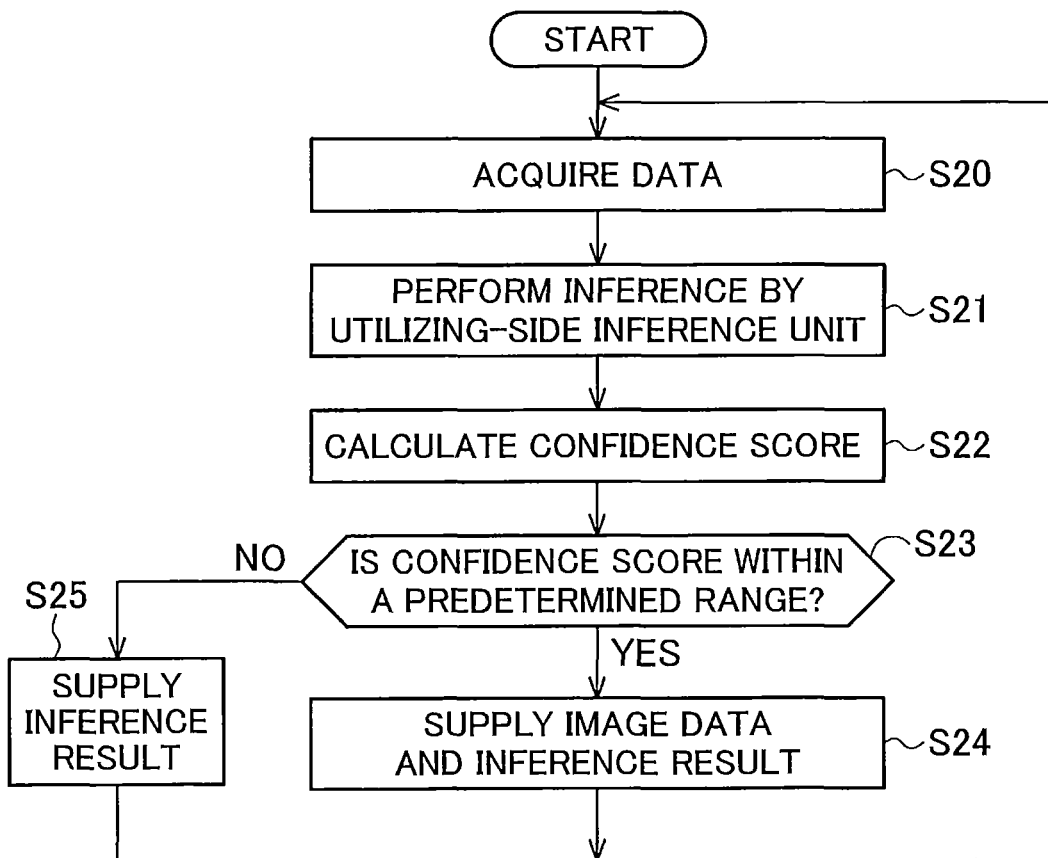 START
ACQUIRE DATA
S20
PERFORM INFERENCE BY
UTILIZING-SIDE INFERENCE UNIT
S21
CALCULATE CONFIDENCE SCORE
S22
IS CONFIDENCE SCORE WITHIN
A PREDETERMINED RANGE?
S23
NO
YES
S25
SUPPLY
INFERENCE
RESULT
SUPPLY IMAGE DATA
AND INFERENCE RESULT
S24